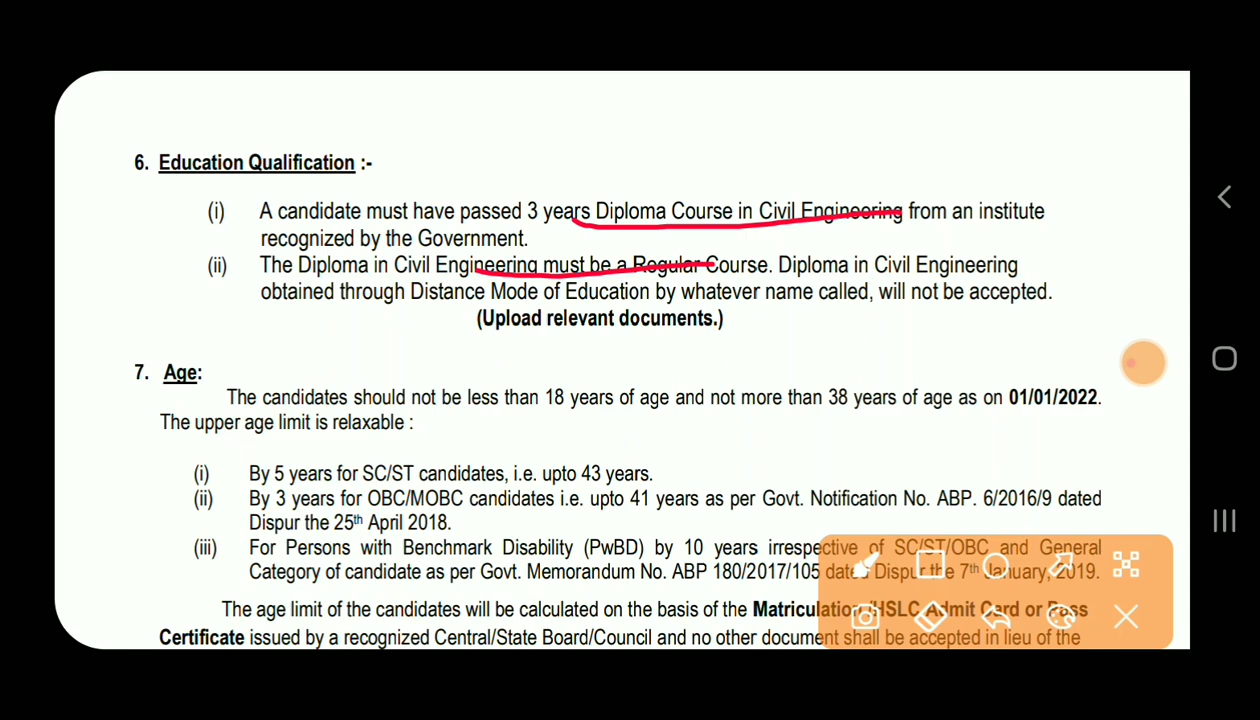 6. Education Qualification :-
(i) A candidate must have passed 3 years Diploma Course in Civil Engineering from an institute
recognized by the Government.
(ii) The Diploma in Civil Engineering must be a Regular Course. Diploma in Civil Engineering
obtained through Distance Mode of Education by whatever name called, will not be accepted.
(Upload relevant documents.)
7. Age:
The candidates should not be less than 18 years of age and not more than 38 years of age as on 01/01/2022.
The upper age limit is relaxable :
(i) By 5 years for SC/ST candidates, i.e. upto 43 years.
(ii) By 3 years for OBC/MOBC candidates i.e. upto 41 years as per Govt. Notification No. ABP. 6/2016/9 dated
Dispur the 25th April 2018.
(iii) For Persons with Benchmark Disability (PwBD) by 10 years irrespective of SC/ST/OBC and General
Category of candidate as per Govt. Memorandum No. ABP 180/2017/105 dated Dispur the 7th January, 2019.
The age limit of the candidates will be calculated on the basis of the Matriculation/HSLC Admit Card or Pass
Certificate issued by a recognized Central/State Board/Council and no other document shall be accepted in lieu of the